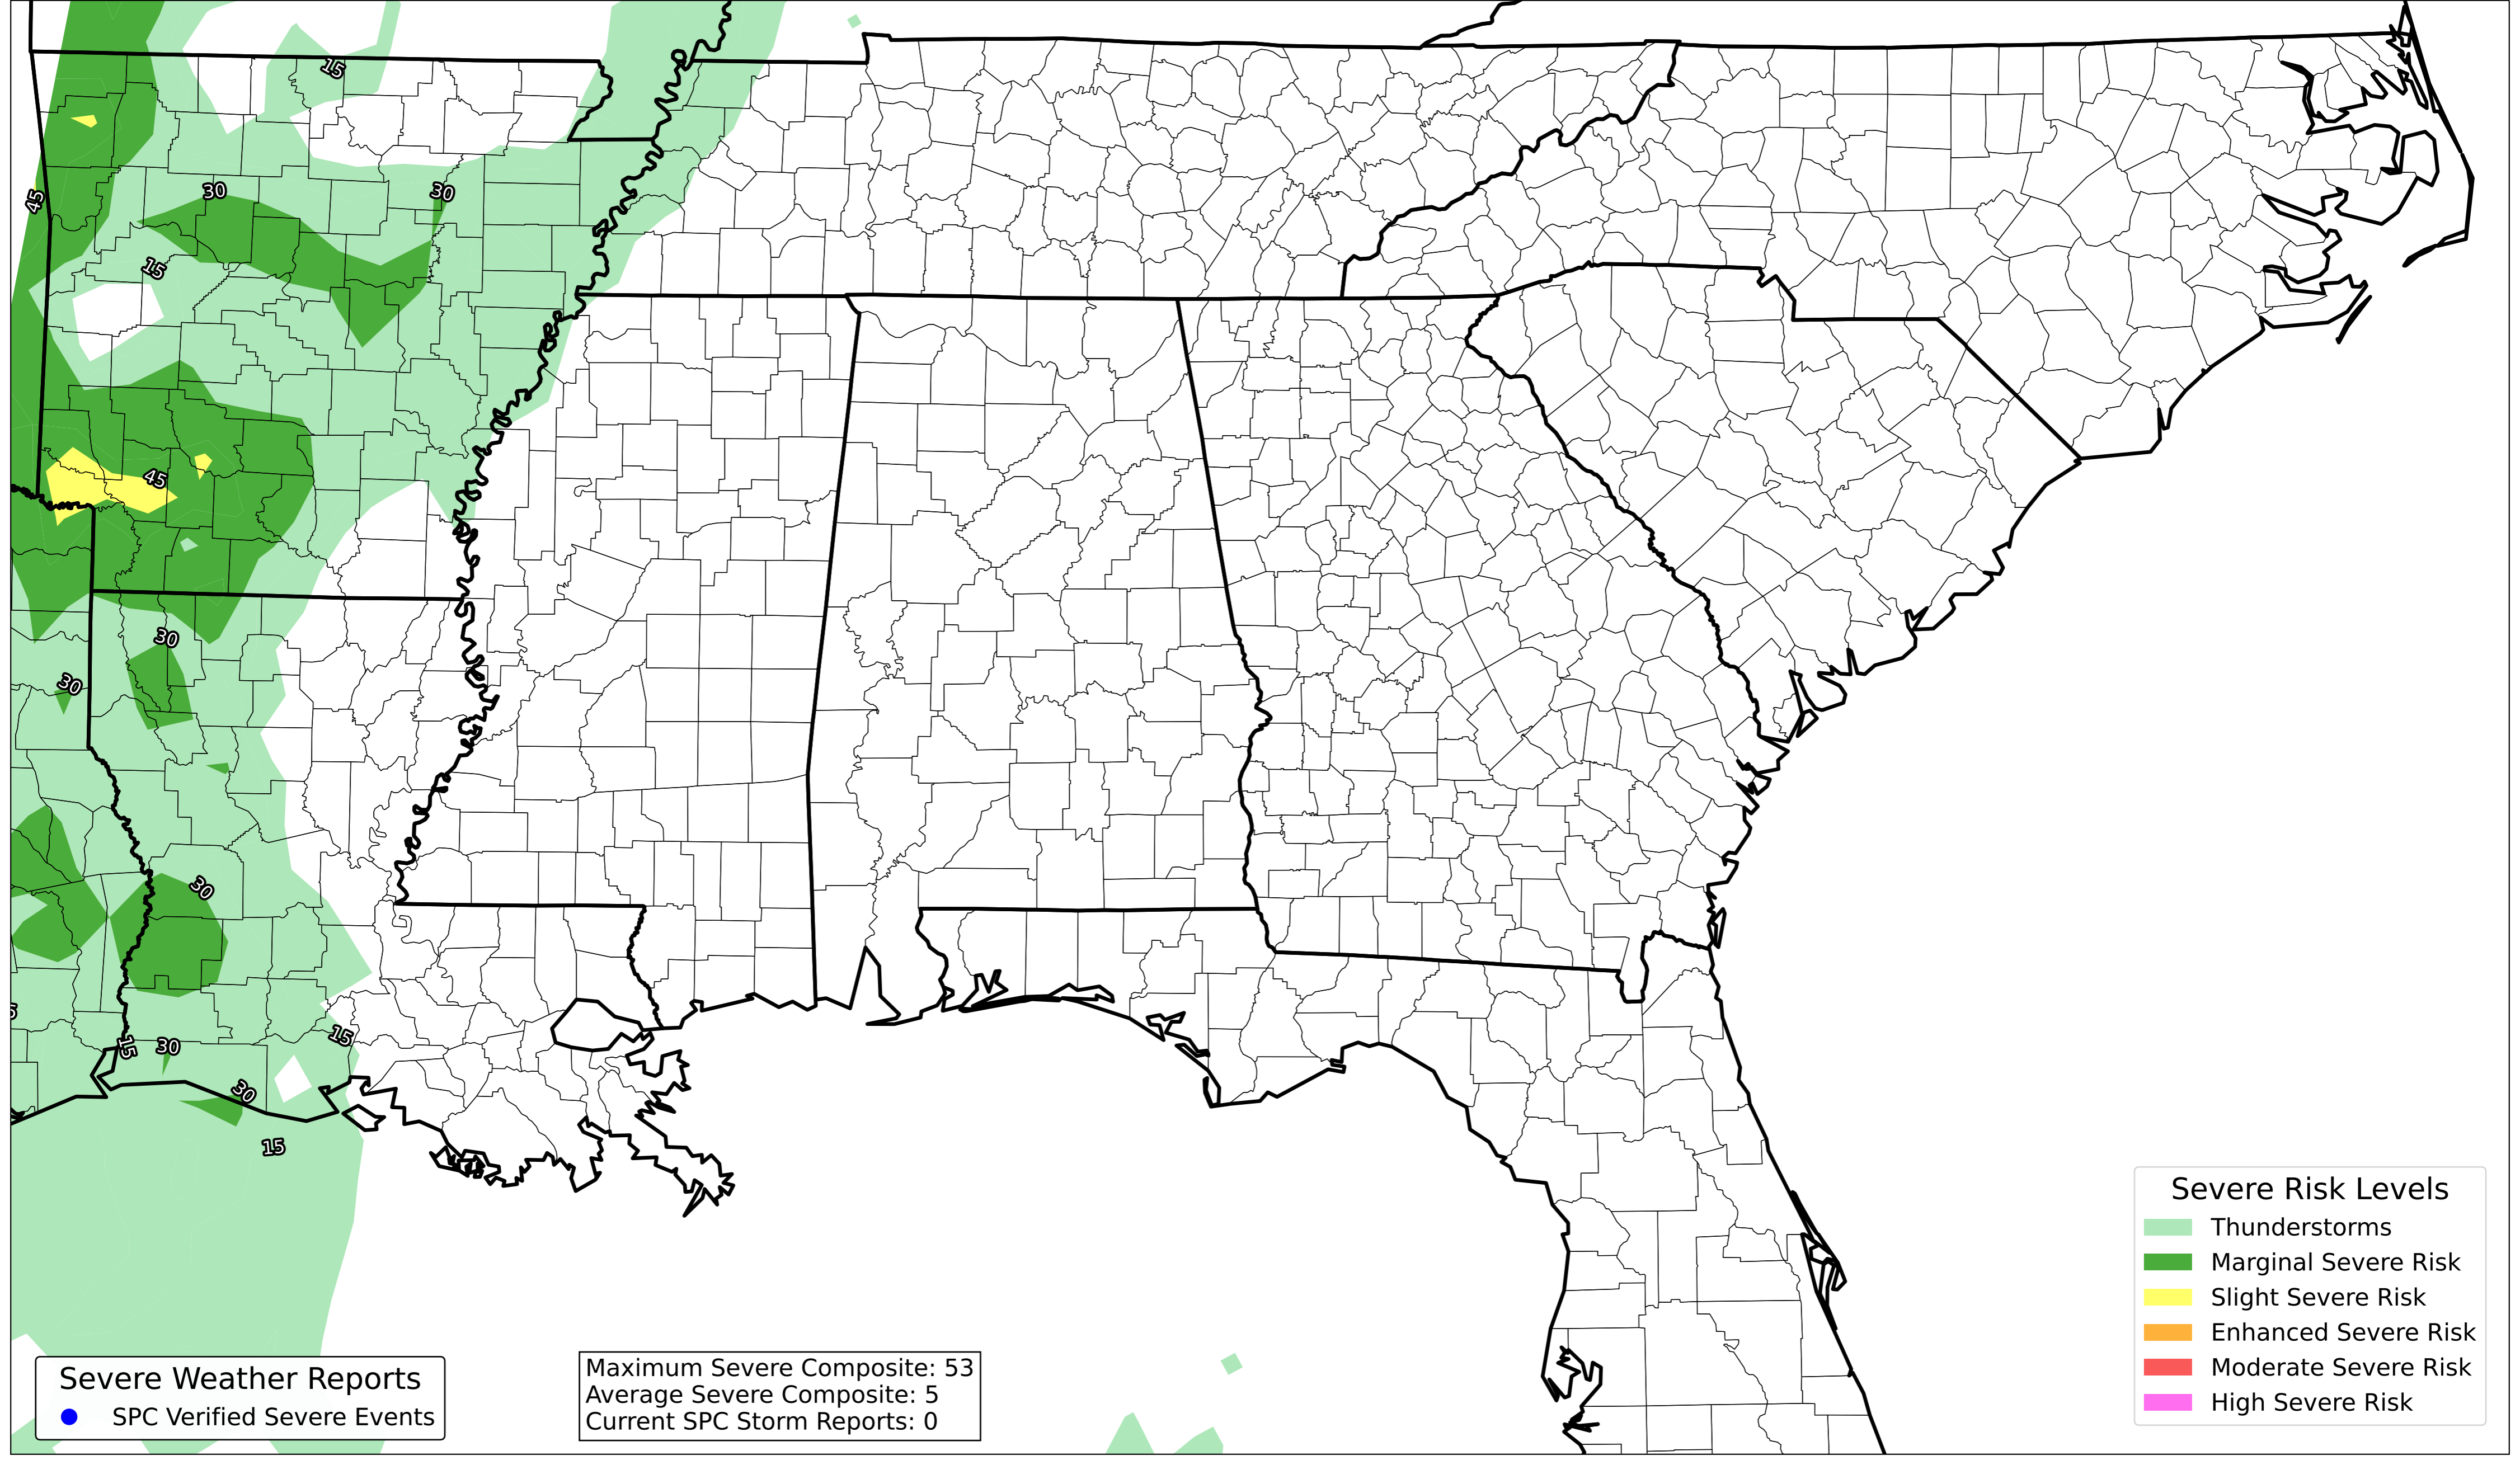 15
30
30
45
15
45
30
30
30
15
30
15
30
15
Severe Risk Levels
Thunderstorms
Marginal Severe Risk
Slight Severe Risk
Enhanced Severe Risk
Moderate Severe Risk
High Severe Risk
Severe Weather Reports
SPC Verified Severe Events
Maximum Severe Composite: 53
Average Severe Composite: 5
Current SPC Storm Reports: 0